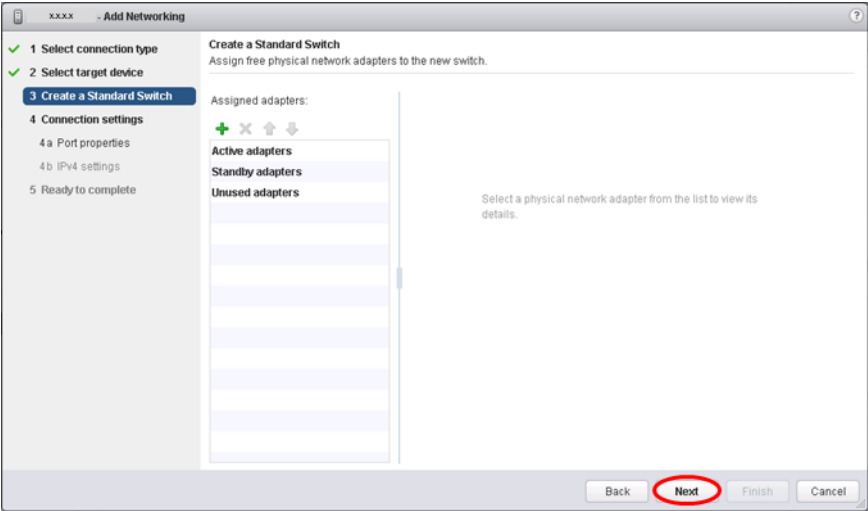 x.x.x.x - Add Networking
?
1 Select connection type
2 Select target device
3 Create a Standard Switch
4 Connection settings
4a Port properties
4b IPv4 settings
5 Ready to complete
Create a Standard Switch
Assign free physical network adapters to the new switch.
Assigned adapters:
Active adapters
Standby adapters
Unused adapters
Select a physical network adapter from the list to view its
details.
Back Next Finish Cancel